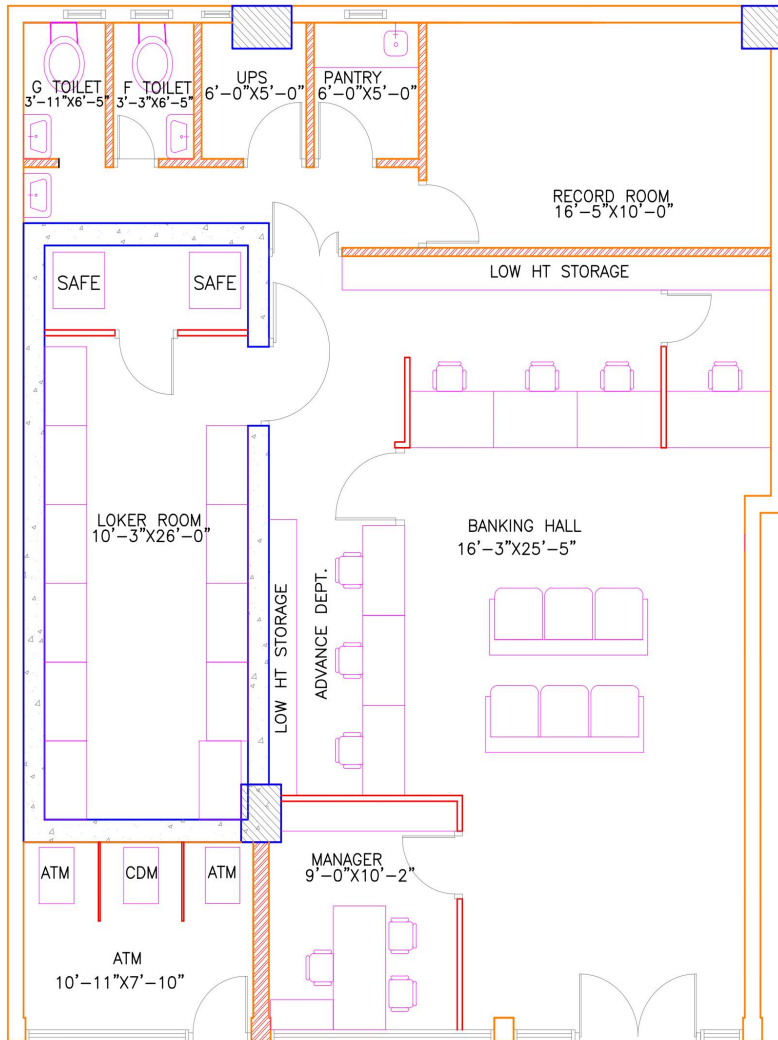 G TOILET
3'-11"X6'-5"
F TOILET
3'-3"X6'-5"
UPS
6'-0"X5'-0"
PANTRY
6'-0"X5'-0"
RECORD ROOM
16'-5"X10'-0"
LOW HT STORAGE
SAFE
SAFE
LOKER ROOM
10'-3"X26'-0"
BANKING HALL
16'-3"X25'-5"
LOW HT STORAGE
ADVANCE DEPT.
MANAGER
9'-0"X10'-2"
ATM
CDM
ATM
ATM
10'-11"X7'-10"